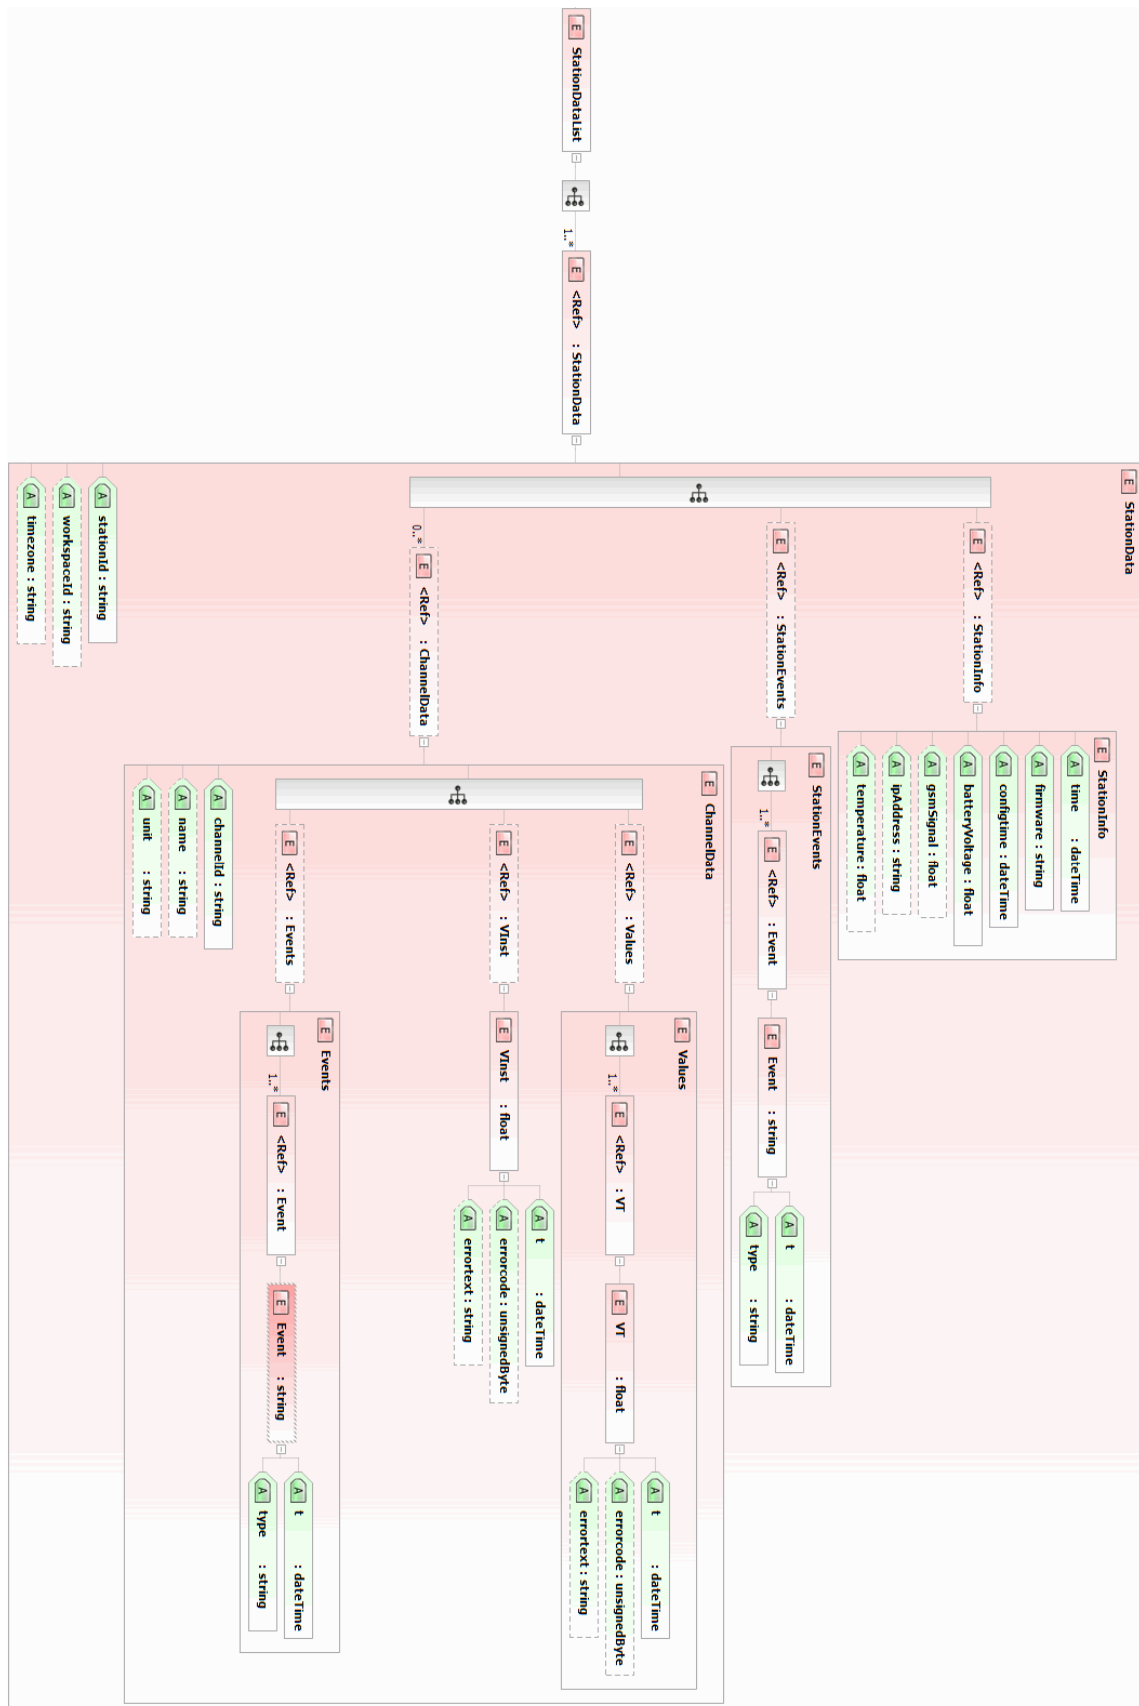 E StationDataList
1..*
E <Ref> : StationData
E StationData
E <Ref> : StationInfo
E StationInfo
A time : dateTime
A firmware : string
A configtime : dateTime
A batteryVoltage : float
A gsmSignal : float
A ipAddress : string
A temperature : float
E <Ref> : StationEvents
E StationEvents
1..*
E <Ref> : Event
E Event : string
A t : dateTime
A type : string
0..*
E <Ref> : ChannelData
E ChannelData
E <Ref> : Values
E Values
1..*
E <Ref> : VT
E VT : float
A t : dateTime
A errorcode : unsignedByte
A errortext : string
E <Ref> : VInst
E VInst : float
A t : dateTime
A errorcode : unsignedByte
A errortext : string
E <Ref> : Events
E Events
1..*
E <Ref> : Event
E Event : string
A t : dateTime
A type : string
A channelId : string
A name : string
A unit : string
A stationId : string
A workspaceId : string
A timezone : string